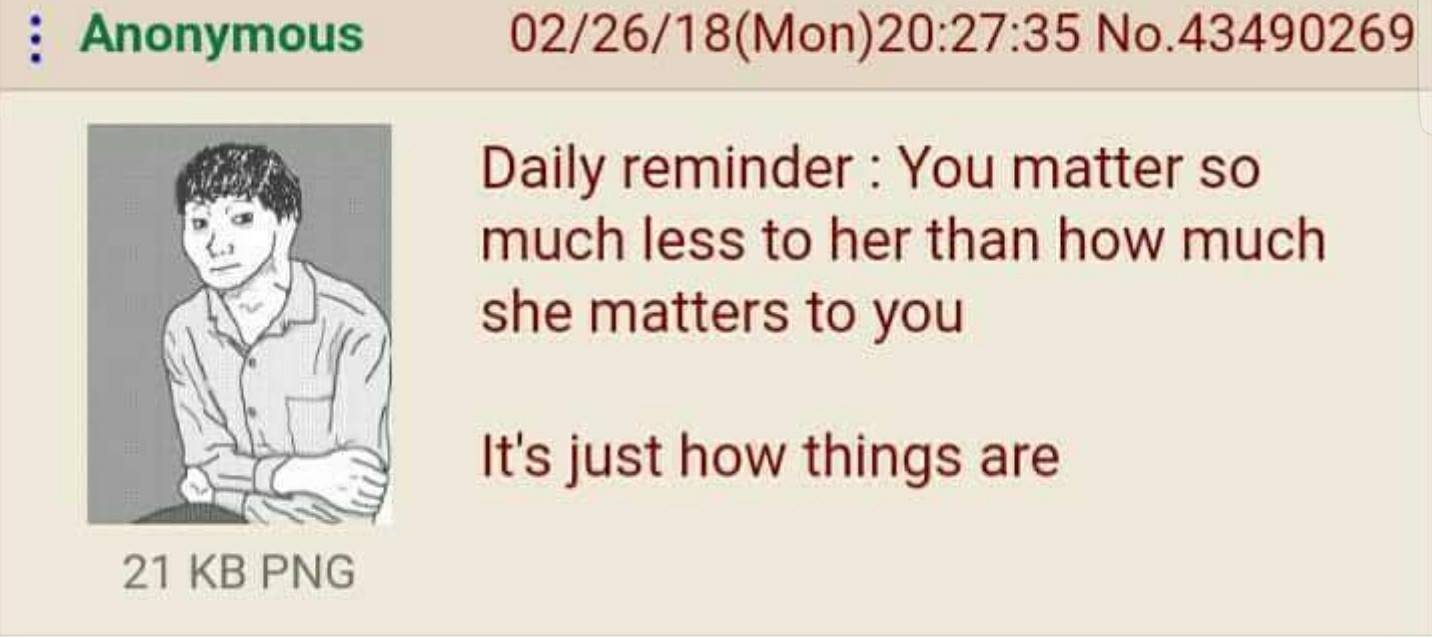 Anonymous 02/26/18(Mon)20:27:35 No.43490269
Daily reminder : You matter so
much less to her than how much
she matters to you
It's just how things are
21 KB PNG